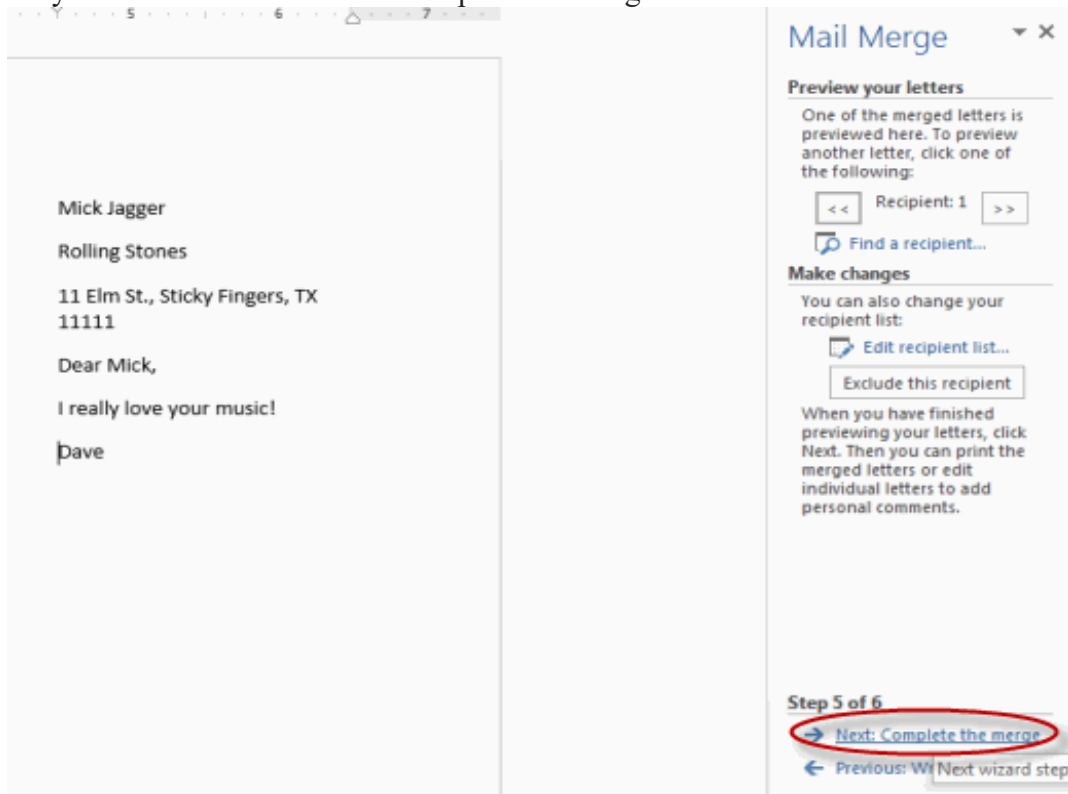 5 6 7
Mail Merge
Preview your letters
One of the merged letters is
previewed here. To preview
another letter, click one of
the following:
<< Recipient: 1 >>
Find a recipient...
Make changes
You can also change your
recipient list:
Edit recipient list...
Exclude this recipient
When you have finished
previewing your letters, click
Next. Then you can print the
merged letters or edit
individual letters to add
personal comments.
Step 5 of 6
Next: Complete the merge
Previous:
Next wizard step
Mick Jagger
Rolling Stones
11 Elm St., Sticky Fingers, TX
11111
Dear Mick,
I really love your music!
Dave